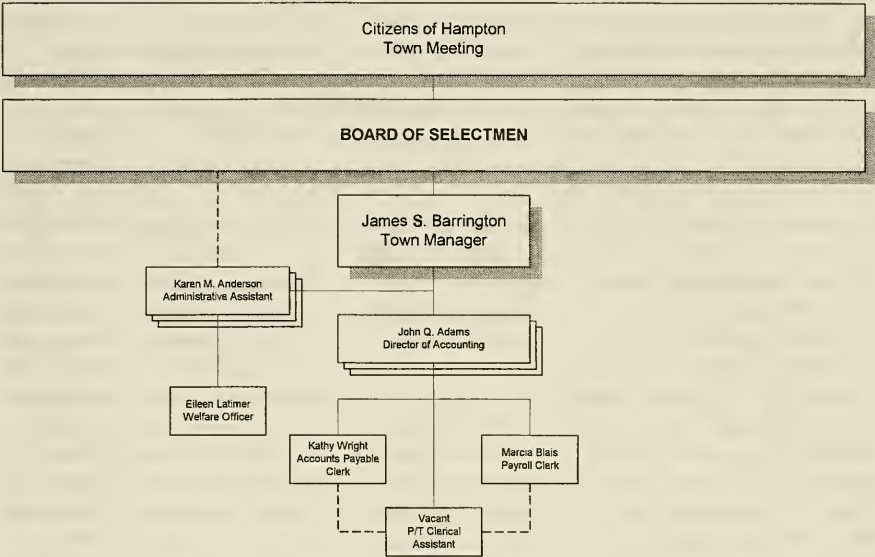 Citizens of Hampton
Town Meeting
BOARD OF SELECTMEN
James S. Barrington
Town Manager
Karen M. Anderson
Administrative Assistant
John Q. Adams
Director of Accounting
Eileen Latimer
Welfare Officer
Kathy Wright
Accounts Payable
Clerk
Marcia Blais
Payroll Clerk
Vacant
P/T Clerical
Assistant